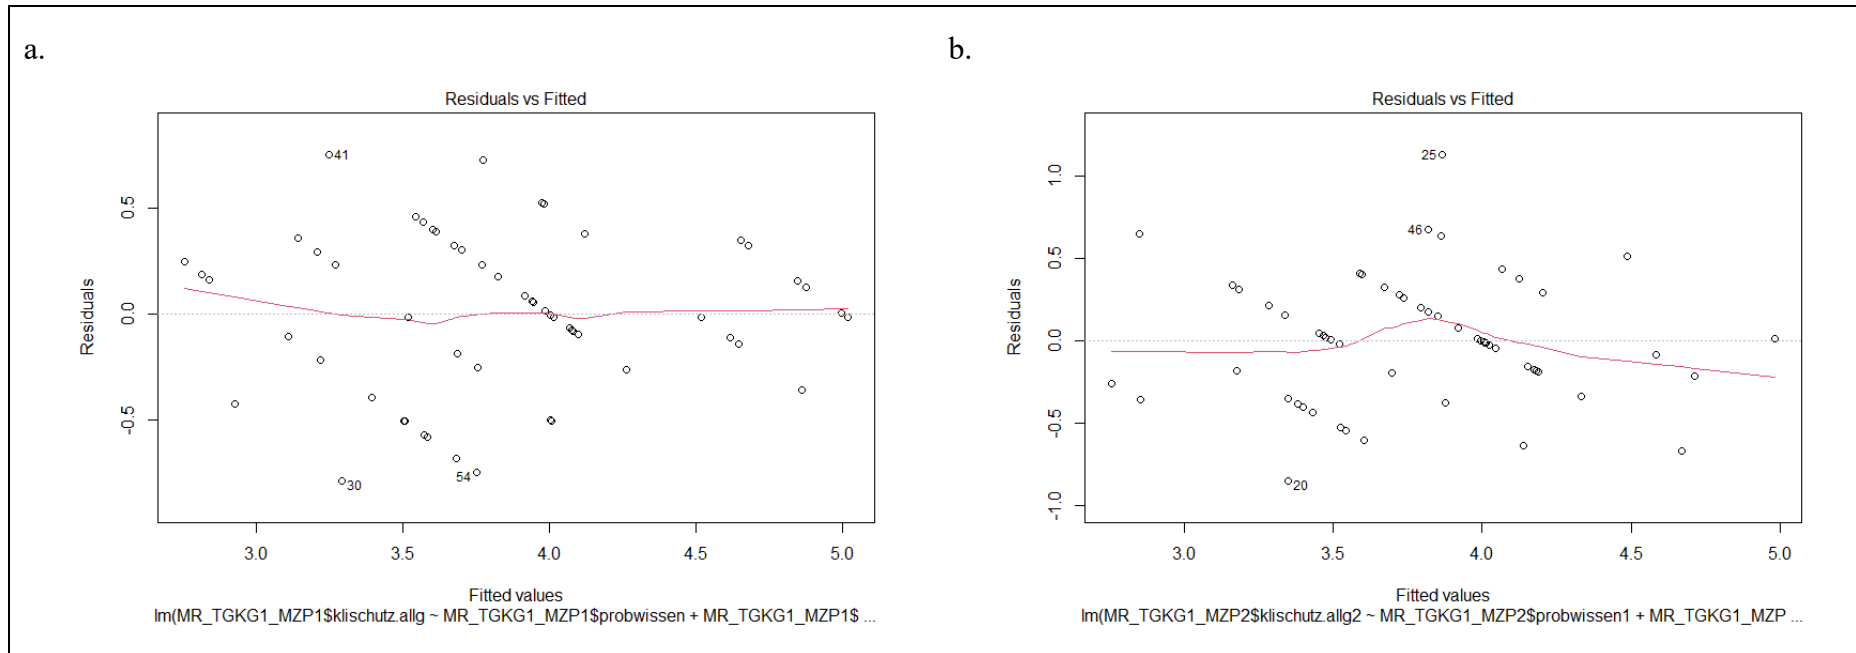 a.
Residuals vs Fitted
Residuals
0.5
0.0
-0.5
41
54
30
3.0 3.5 4.0 4.5 5.0
Fitted values
lm(MR_TGKG1_MZP1$klischutz.allg ~ MR_TGKG1_MZP1$probwissen + MR_TGKG1_MZP1$ ...
b.
Residuals vs Fitted
Residuals
1.0
0.5
0.0
-0.5
-1.0
25
46
20
3.0 3.5 4.0 4.5 5.0
Fitted values
lm(MR_TGKG1_MZP2$klischutz.allg2 ~ MR_TGKG1_MZP2$probwissen1 + MR_TGKG1_MZP ...